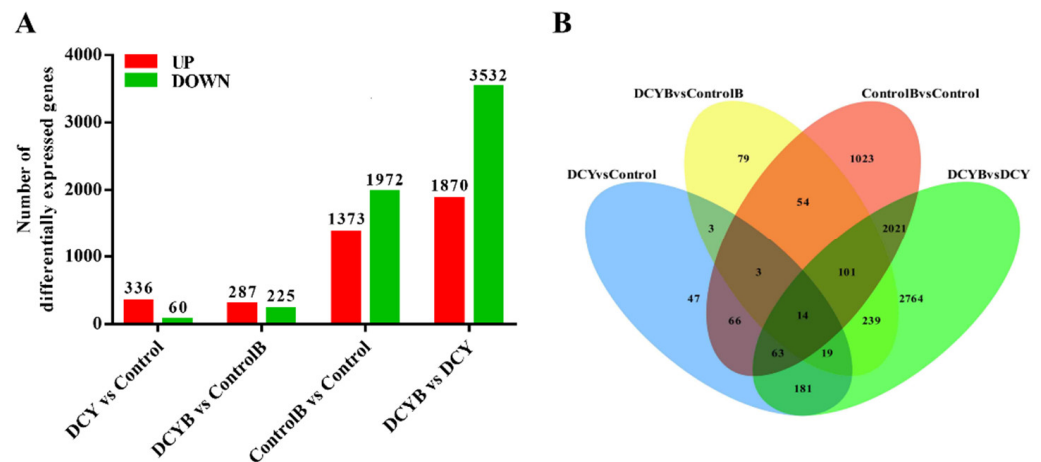 A
B
Number of
differentially expressed genes
4000
3000
2000
1000
0
UP
DOWN
336
60
287
225
1373
1972
1870
3532
DCY vs Control
DCYB vs ControlB
ControlB vs Control
DCYB vs DCY
DCYBvsControlB
ControlBvsControl
DCYvsControl
DCYBvsDCY
79
1023
54
3
2021
3
101
47
2764
66
14
239
63
19
181